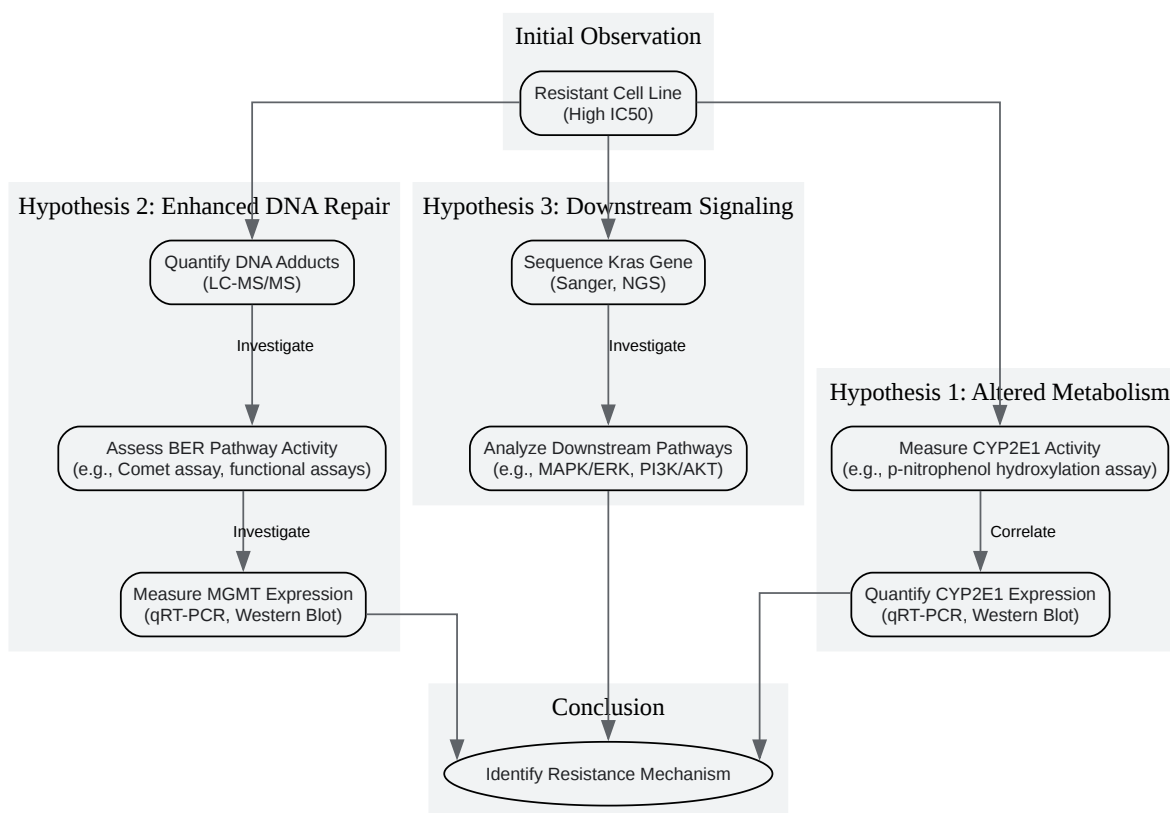 Initial Observation
Resistant Cell Line
(High IC50)
Hypothesis 2: Enhanced DNA Repair
Quantify DNA Adducts
(LC-MS/MS)
Investigate
Assess BER Pathway Activity
(e.g., Comet assay, functional assays)
Investigate
Measure MGMT Expression
(qRT-PCR, Western Blot)
Hypothesis 3: Downstream Signaling
Sequence Kras Gene
(Sanger, NGS)
Investigate
Analyze Downstream Pathways
(e.g., MAPK/ERK, PI3K/AKT)
Hypothesis 1: Altered Metabolism
Measure CYP2E1 Activity
(e.g., p-nitrophenol hydroxylation assay)
Correlate
Quantify CYP2E1 Expression
(qRT-PCR, Western Blot)
Conclusion
Identify Resistance Mechanism